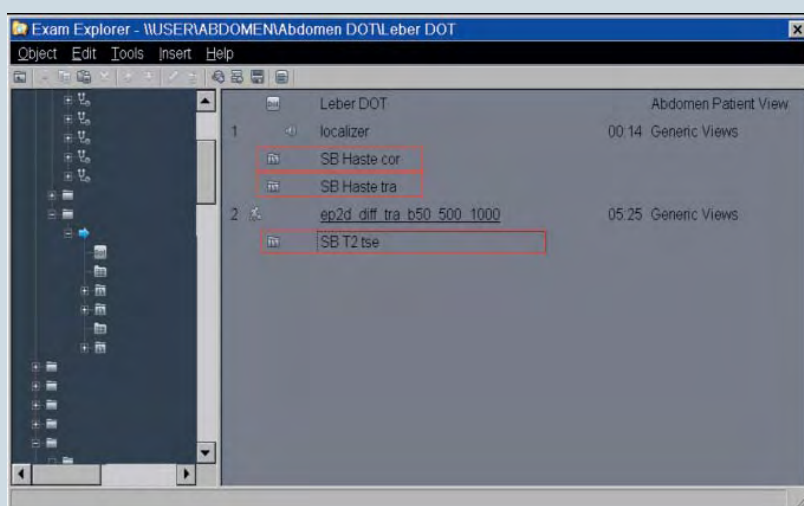 Exam Explorer - \\USER\ABDOMEN\Abdomen DOT\Leber DOT
Object Edit Tools Insert Help
Leber DOT Abdomen Patient View
1 localizer 00:14 Generic Views
SB Haste cor
SB Haste tra
2 ep2d_diff_tra_b50_500_1000 05:25 Generic Views
SB T2 tse